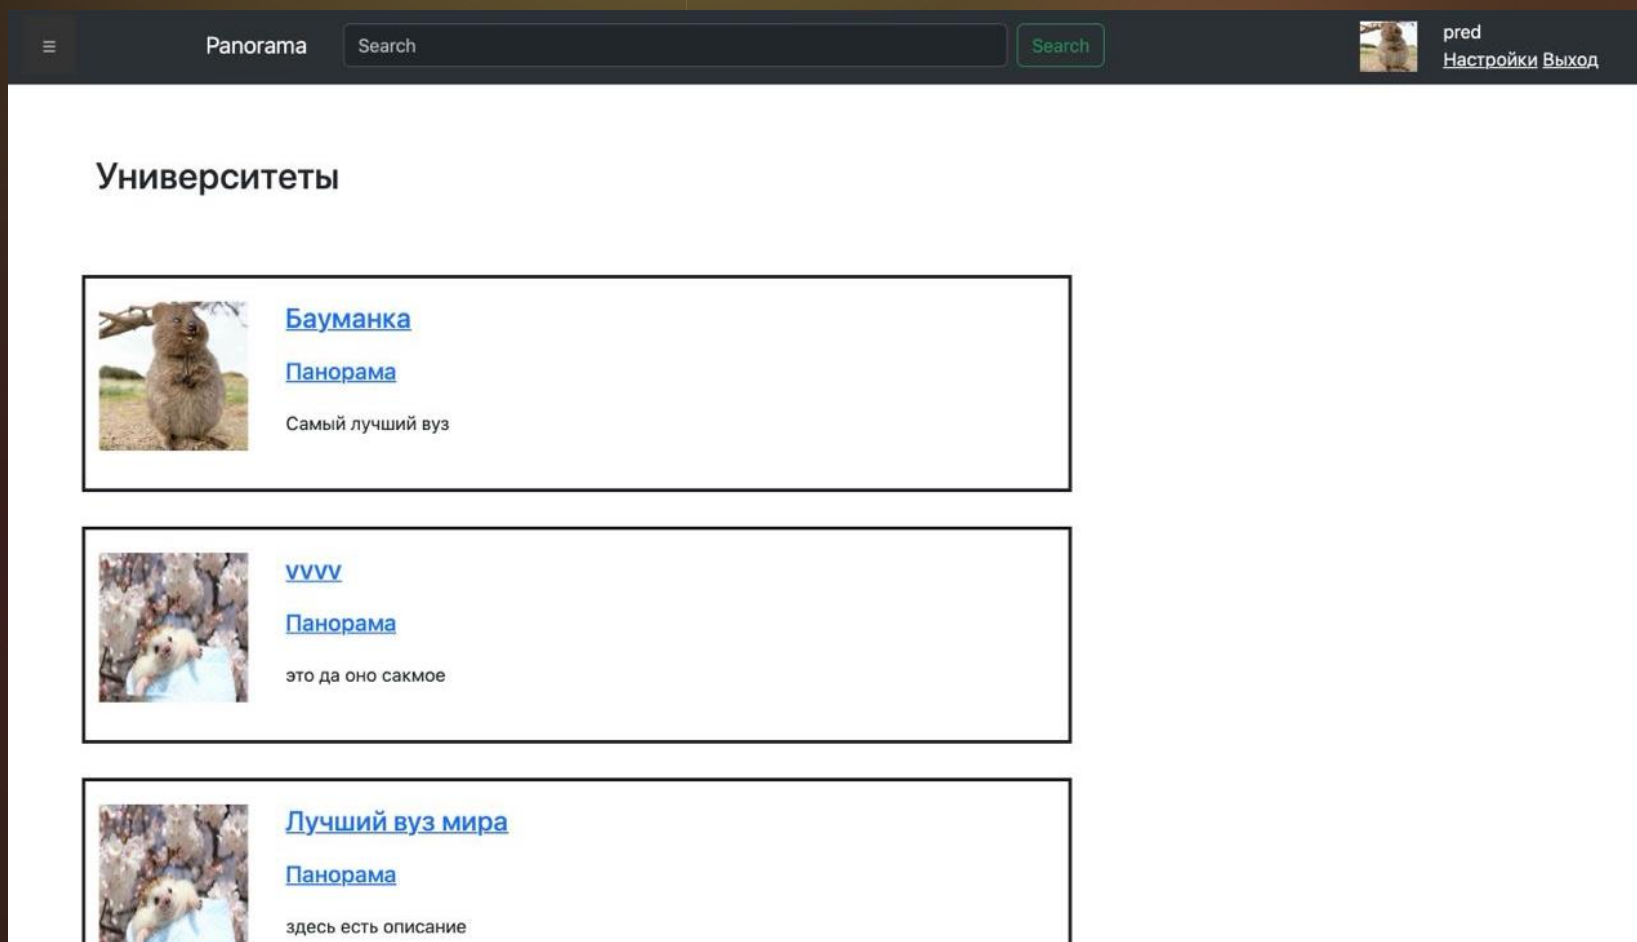 ☰ Panorama Search Search pred
Настройки Выход
Университеты
Бауманка
Панорама
Самый лучший вуз
vvvv
Панорама
это да оно сакмое
Лучший вуз мира
Панорама
здесь есть описание